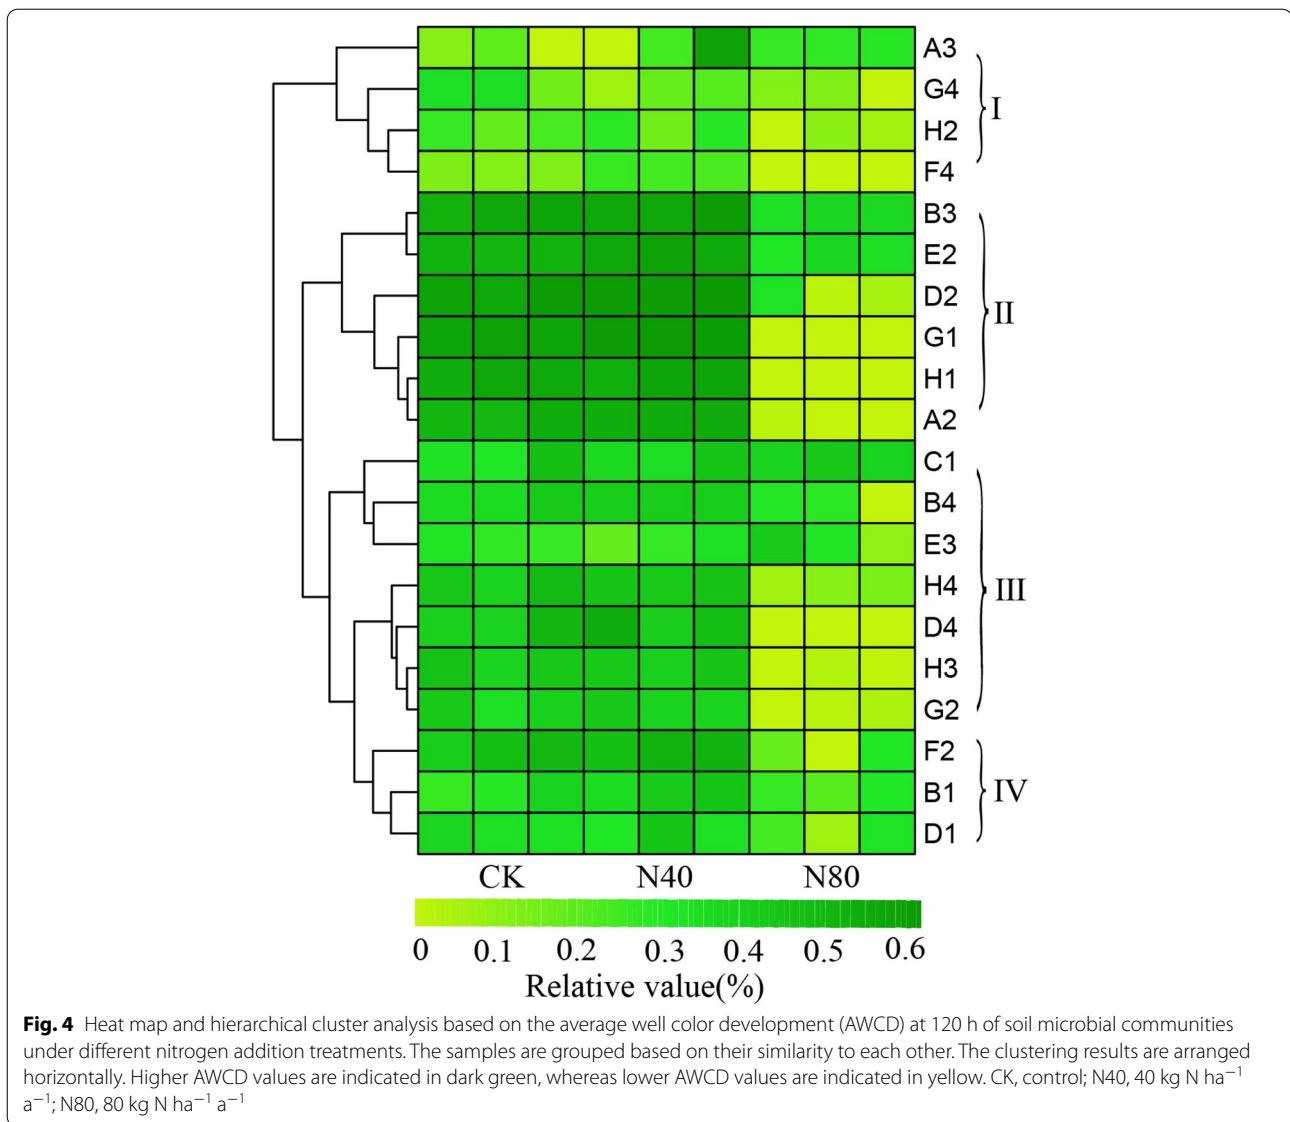 A3
G4
H2
F4
I
B3
E2
D2
G1
H1
A2
II
C1
B4
E3
H4
D4
H3
G2
III
F2
B1
D1
IV
CK N40 N80
0 0.1 0.2 0.3 0.4 0.5 0.6
Relative value(%)
Fig. 4 Heat map and hierarchical cluster analysis based on the average well color development (AWCD) at 120 h of soil microbial communities
under different nitrogen addition treatments. The samples are grouped based on their similarity to each other. The clustering results are arranged
horizontally. Higher AWCD values are indicated in dark green, whereas lower AWCD values are indicated in yellow. CK, control; N40, 40 kg N ha⁻¹
a⁻¹; N80, 80 kg N ha⁻¹ a⁻¹